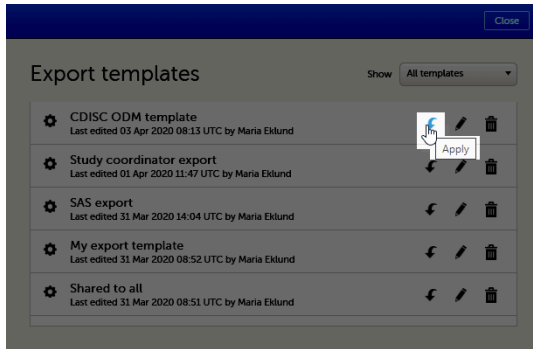 Close
Export templates
Show All templates
CDISC ODM template
Last edited 03 Apr 2020 08:13 UTC by Maria Eklund
Apply
Study coordinator export
Last edited 01 Apr 2020 11:47 UTC by Maria Eklund
SAS export
Last edited 31 Mar 2020 14:04 UTC by Maria Eklund
My export template
Last edited 31 Mar 2020 08:52 UTC by Maria Eklund
Shared to all
Last edited 31 Mar 2020 08:51 UTC by Maria Eklund